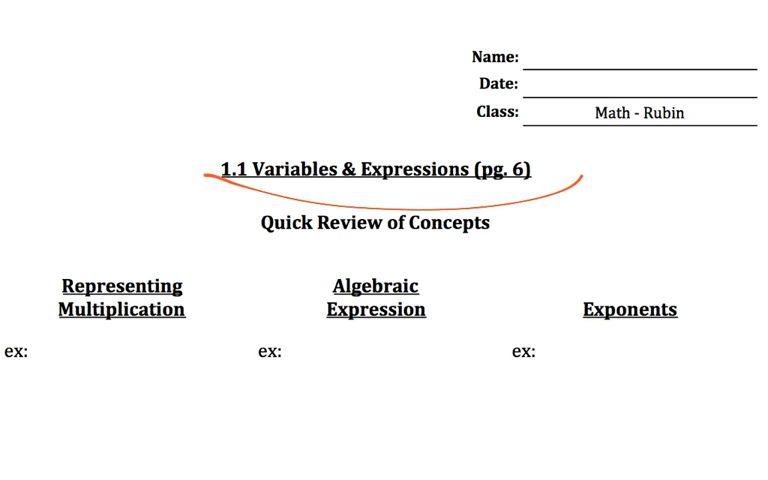 Name:
Date:
Class: Math - Rubin
1.1 Variables & Expressions (pg. 6)
Quick Review of Concepts
Representing
Multiplication
Algebraic
Expression
Exponents
ex: ex: ex: